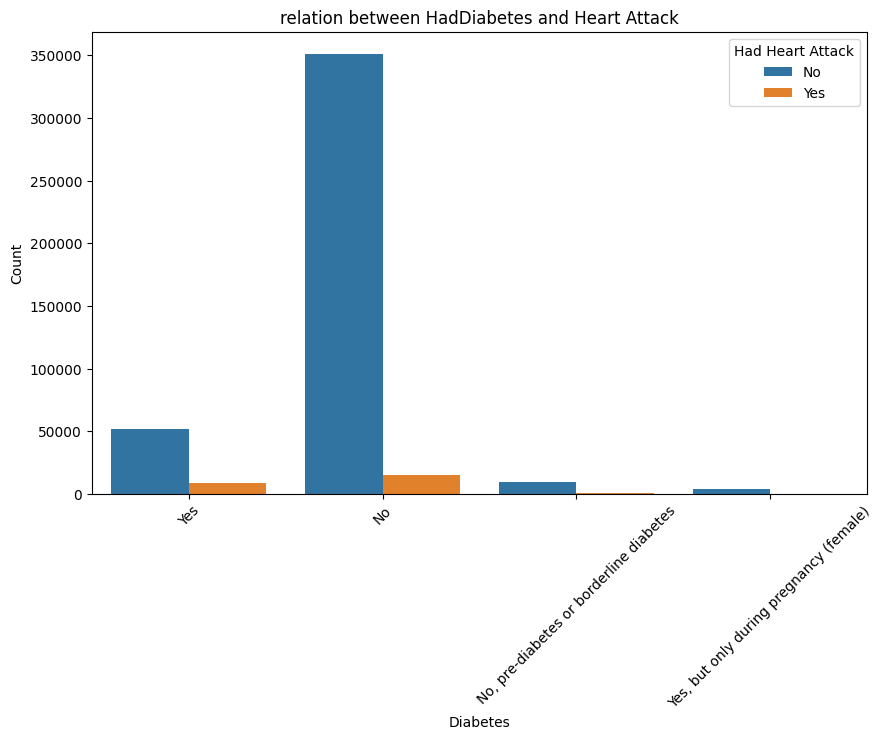 relation between HadDiabetes and Heart Attack
Had Heart Attack
No
Yes
350000
300000
250000
200000
150000
100000
50000
0
Count
Yes
No
No, pre-diabetes or borderline diabetes
Yes, but only during pregnancy (female)
Diabetes